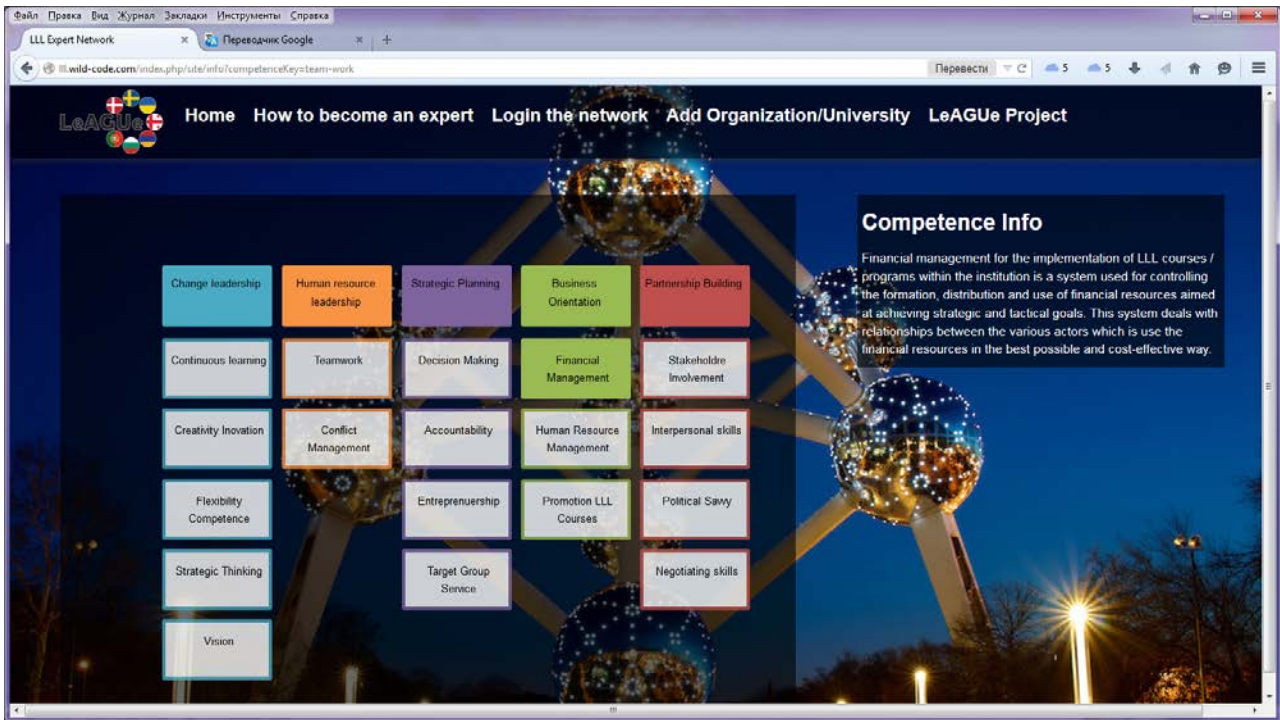 Файл Правка Вид Журнал Закладки Инструменты Справка
LLL Expert Network
Переводчик Google
lll.wild-code.com/index.php/site/info?competenceKey=team-work
Перевести
5
5
LeAGUe
Home How to become an expert Login the network Add Organization/University LeAGUe Project
Competence Info
Financial management for the implementation of LLL courses /
programs within the institution is a system used for controlling
the formation, distribution and use of financial resources aimed
at achieving strategic and tactical goals. This system deals with
relationships between the various actors which is use the
financial resources in the best possible and cost-effective way.
Change leadership
Human resource
leadership
Strategic Planning
Business
Orientation
Partnership Building
Continuous learning
Teamwork
Decision Making
Financial
Management
Stakeholdre
Involvement
Creativity Inovation
Conflict
Management
Accountability
Human Resource
Management
Interpersonal skills
Flexibility
Competence
Entreprenuership
Promotion LLL
Courses
Political Savvy
Strategic Thinking
Target Group
Service
Negotiating skills
Vision